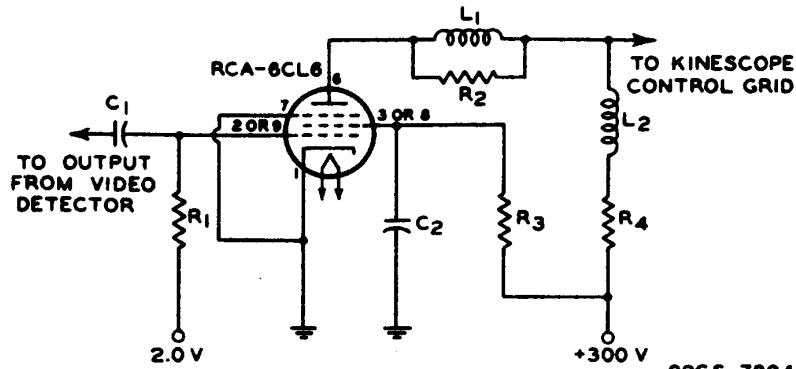 L1
RCA-6CL6
6
TO KINESCOPE
CONTROL GRID
R2
C1
7
2 OR 9
3 OR 8
L2
TO OUTPUT
FROM VIDEO
DETECTOR
1
R1
C2
R3
R4
2.0 V
+300 V